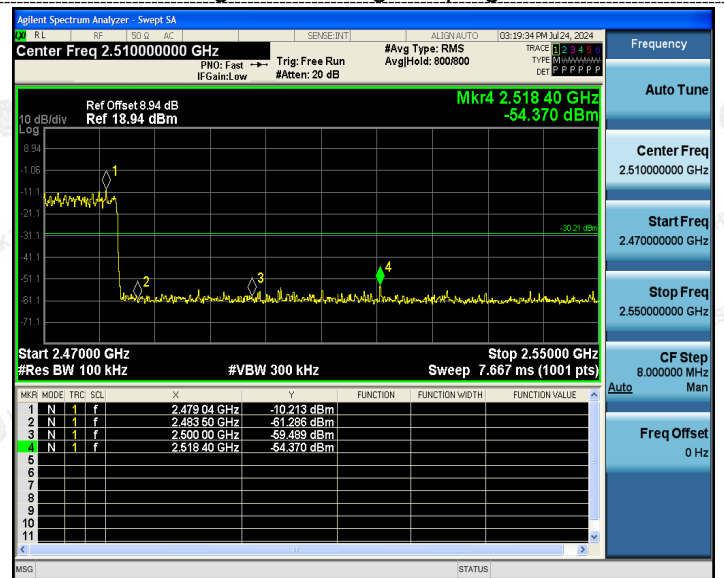 Agilent Spectrum Analyzer - Swept SA
RL RF 50 Ω AC SENSE:INT ALIGN AUTO 03:19:34 PM Jul 24, 2024
Center Freq 2.510000000 GHz
PNO: Fast
IFGain:Low
Trig: Free Run
#Atten: 20 dB
#Avg Type: RMS
Avg|Hold: 800/800
TRACE 1 2 3 4 5 6
TYPE M W W W W W
DET P P P P P P
Frequency
Mkr4 2.518 40 GHz
-54.370 dBm
Ref Offset 8.94 dB
10 dB/div Ref 18.94 dBm
Log
8.94
-1.06
-11.1
-21.1
-31.1
-41.1
-51.1
-61.1
-71.1
1
2
3
4
-30.21 dBm
Start 2.47000 GHz Stop 2.55000 GHz
#Res BW 100 kHz #VBW 300 kHz Sweep 7.667 ms (1001 pts)
MKR MODE TRC SCL X Y FUNCTION FUNCTION WIDTH FUNCTION VALUE
1 N 1 f 2.479 04 GHz -10.213 dBm
2 N 1 f 2.483 50 GHz -61.286 dBm
3 N 1 f 2.500 00 GHz -59.489 dBm
4 N 1 f 2.518 40 GHz -54.370 dBm
5
6
7
8
9
10
11
Auto Tune
Center Freq
2.510000000 GHz
Start Freq
2.470000000 GHz
Stop Freq
2.550000000 GHz
CF Step
8.000000 MHz
Auto Man
Freq Offset
0 Hz
MSG STATUS